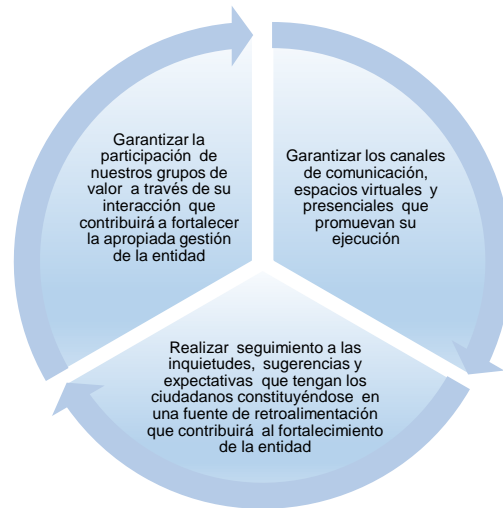 Garantizar la
participación de
nuestros grupos de
valor a través de su
interacción que
contribuirá a fortalecer
la apropiada gestión
de la entidad
Garantizar los canales
de comunicación,
espacios virtuales y
presenciales que
promuevan su
ejecución
Realizar seguimiento a las
inquietudes, sugerencias y
expectativas que tengan los
ciudadanos constituyéndose en
una fuente de retroalimentación
que contribuirá al fortalecimiento
de la entidad